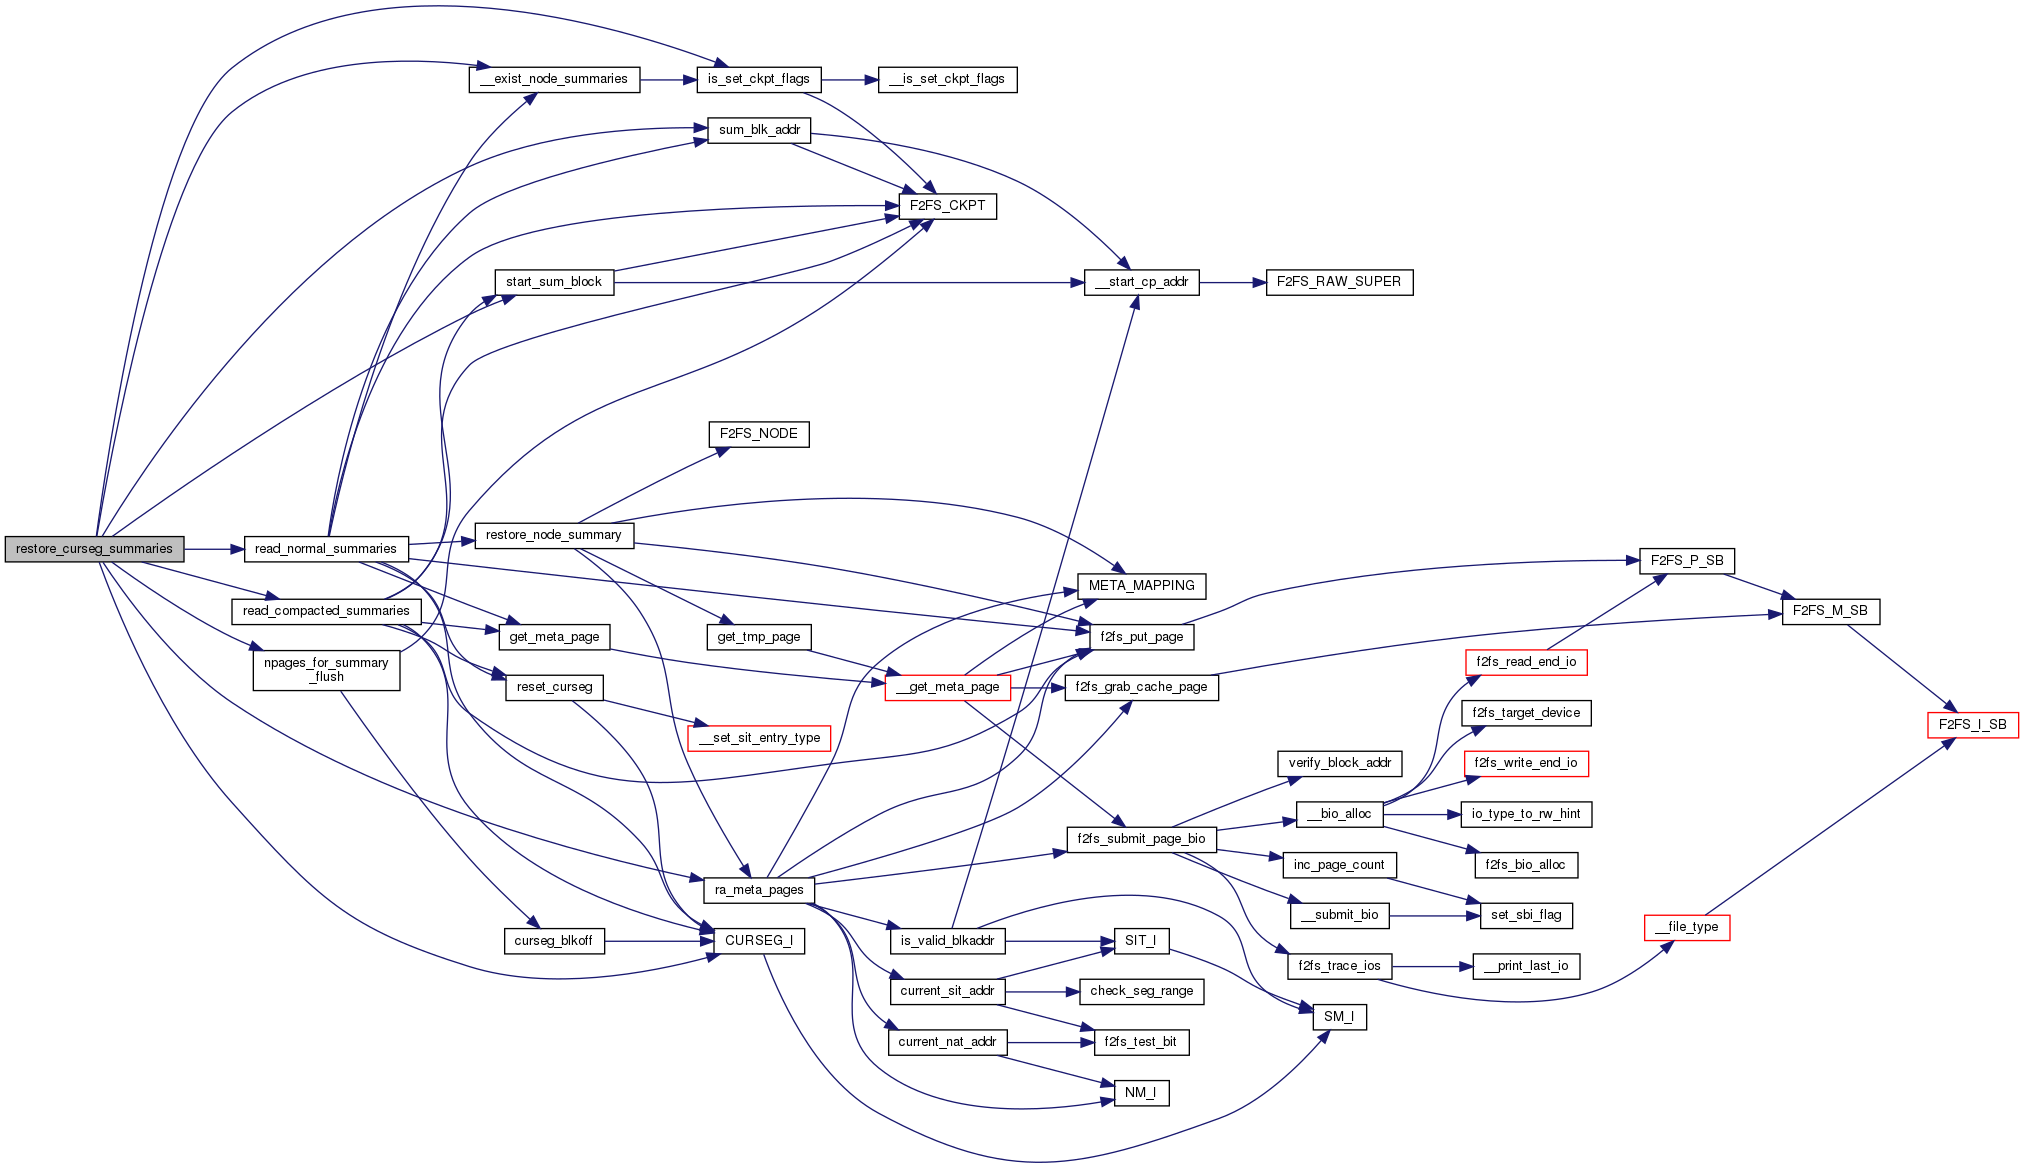 restore_curseg_summaries
__exist_node_summaries
is_set_ckpt_flags
__is_set_ckpt_flags
sum_blk_addr
F2FS_CKPT
start_sum_block
__start_cp_addr
F2FS_RAW_SUPER
F2FS_NODE
read_normal_summaries
restore_node_summary
META_MAPPING
F2FS_P_SB
read_compacted_summaries
get_meta_page
get_tmp_page
f2fs_put_page
F2FS_M_SB
npages_for_summary
_flush
reset_curseg
__get_meta_page
f2fs_grab_cache_page
f2fs_read_end_io
f2fs_target_device
F2FS_I_SB
__set_sit_entry_type
verify_block_addr
f2fs_write_end_io
__bio_alloc
io_type_to_rw_hint
f2fs_submit_page_bio
inc_page_count
f2fs_bio_alloc
ra_meta_pages
__submit_bio
set_sbi_flag
__file_type
curseg_blkoff
CURSEG_I
is_valid_blkaddr
SIT_I
f2fs_trace_ios
__print_last_io
current_sit_addr
check_seg_range
SM_I
current_nat_addr
f2fs_test_bit
NM_I